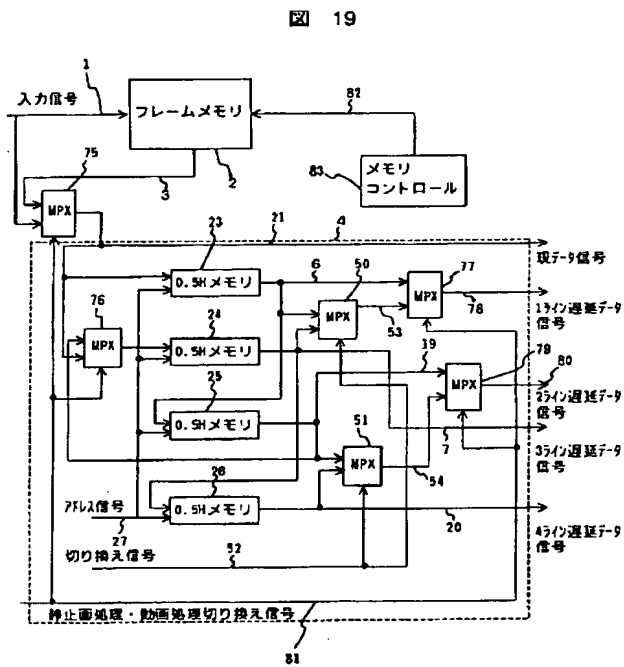 図 19
1
入力信号
フレームメモリ
82
2
83
メモリ
コントロール
75
3
MPX
21
4
現データ信号
23
0.5Hメモリ
6
50
MPX
53
77
MPX
78
1ライン遅延データ
信号
76
MPX
24
0.5Hメモリ
19
79
MPX
80
2ライン遅延データ
信号
25
0.5Hメモリ
7
3ライン遅延データ
信号
51
MPX
54
26
0.5Hメモリ
20
4ライン遅延データ
信号
アドレス信号
27
切り換え信号
52
静止画処理・動画処理切り換え信号
81